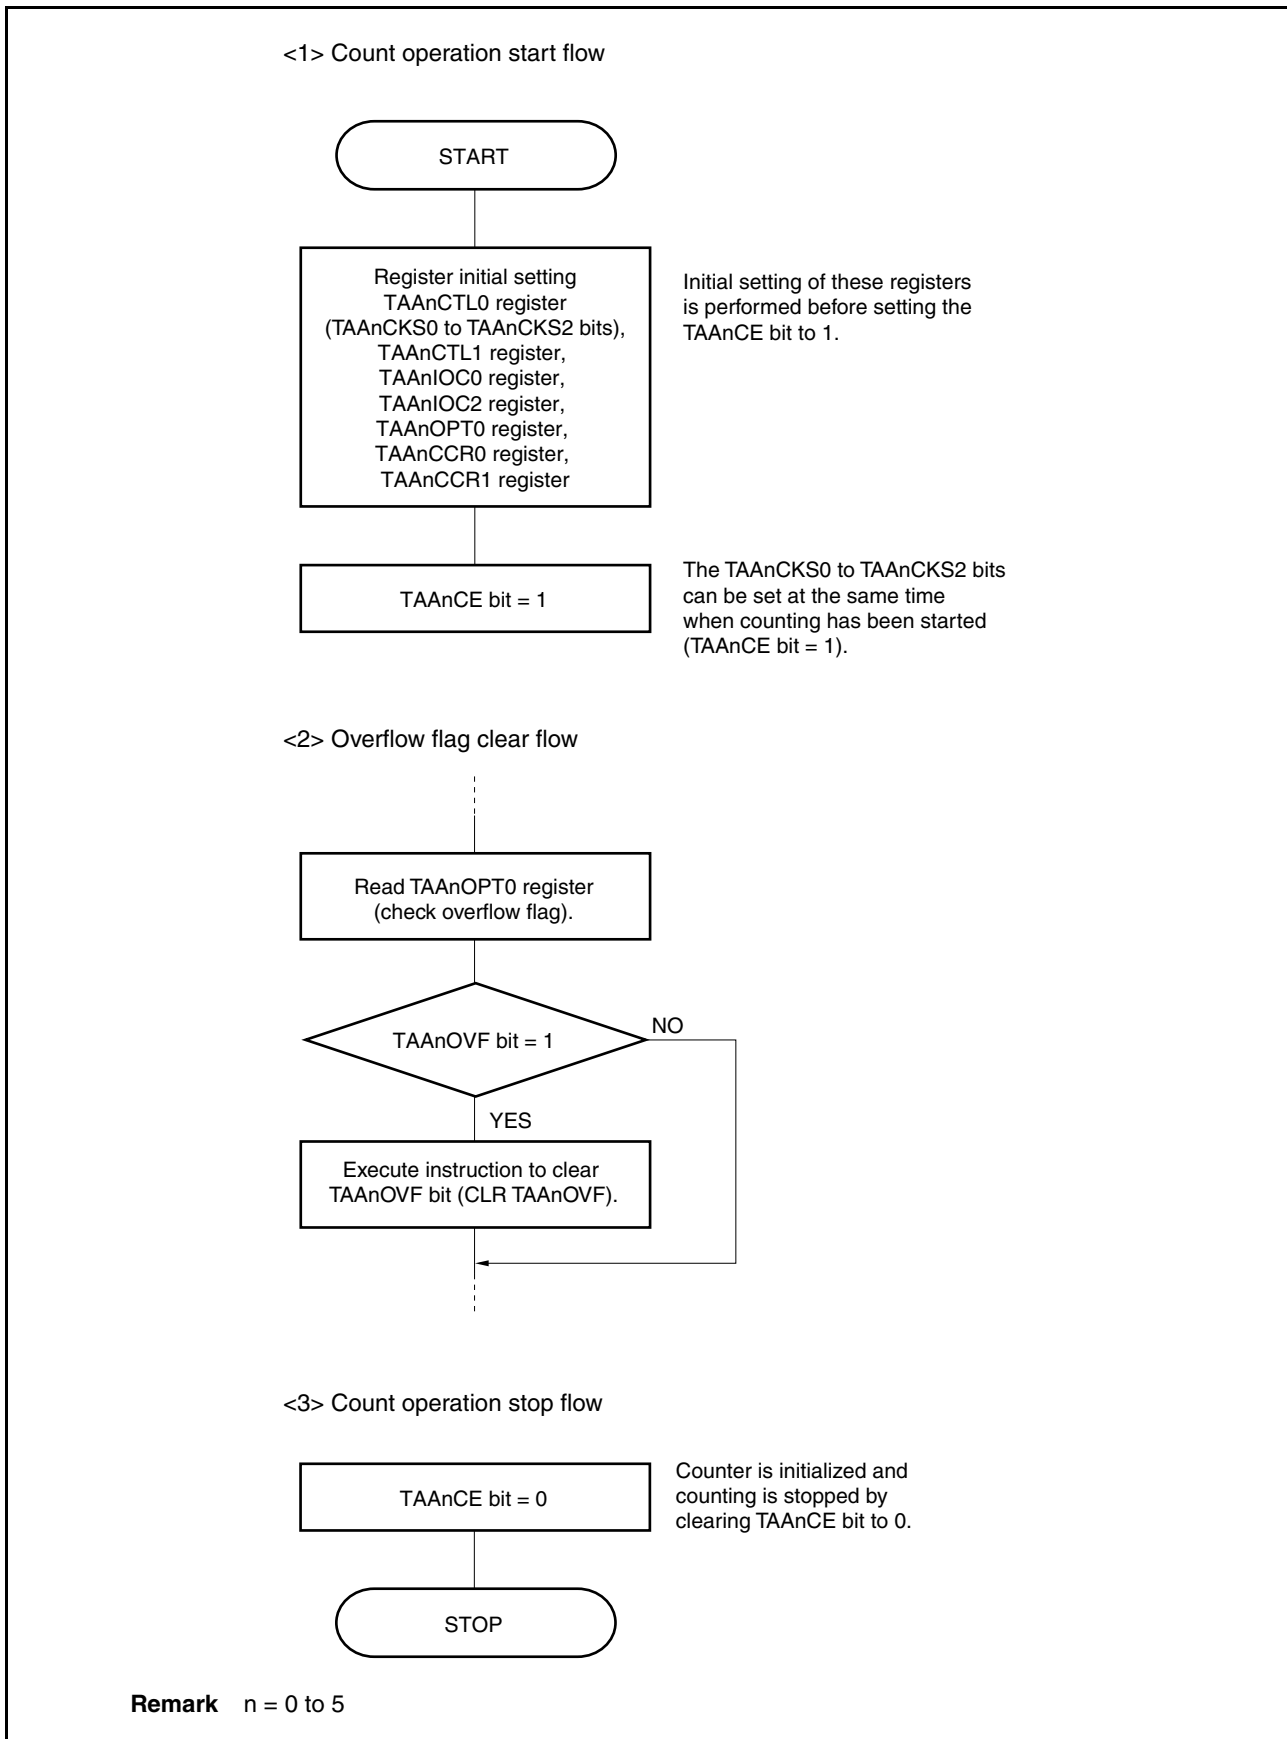 <1> Count operation start flow
START
Register initial setting
TAAnCTL0 register
(TAAnCKS0 to TAAnCKS2 bits),
TAAnCTL1 register,
TAAnIOC0 register,
TAAnIOC2 register,
TAAnOPT0 register,
TAAnCCR0 register,
TAAnCCR1 register
Initial setting of these registers
is performed before setting the
TAAnCE bit to 1.
TAAnCE bit = 1
The TAAnCKS0 to TAAnCKS2 bits
can be set at the same time
when counting has been started
(TAAnCE bit = 1).
<2> Overflow flag clear flow
Read TAAnOPT0 register
(check overflow flag).
TAAnOVF bit = 1
NO
YES
Execute instruction to clear
TAAnOVF bit (CLR TAAnOVF).
<3> Count operation stop flow
TAAnCE bit = 0
Counter is initialized and
counting is stopped by
clearing TAAnCE bit to 0.
STOP
Remark n = 0 to 5